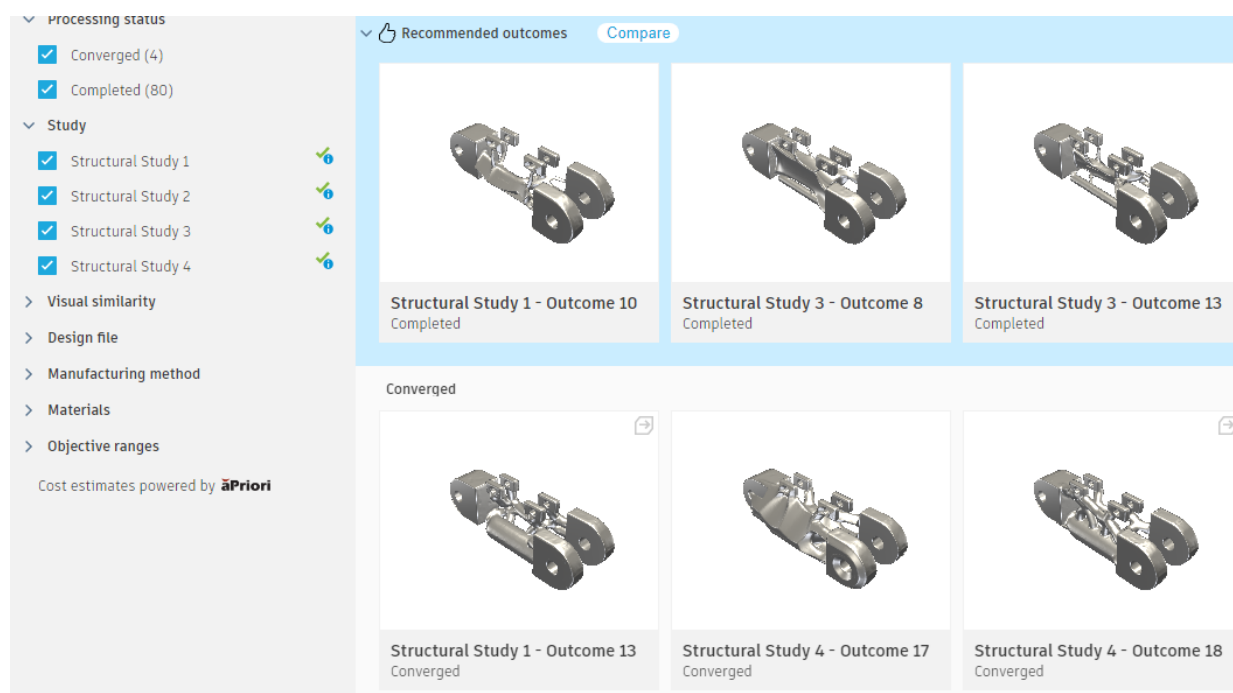 Processing status
Converged (4)
Completed (80)
Study
Structural Study 1
Structural Study 2
Structural Study 3
Structural Study 4
Visual similarity
Design file
Manufacturing method
Materials
Objective ranges
Cost estimates powered by āPriori
Recommended outcomes Compare
Structural Study 1 - Outcome 10
Completed
Structural Study 3 - Outcome 8
Completed
Structural Study 3 - Outcome 13
Completed
Converged
Structural Study 1 - Outcome 13
Converged
Structural Study 4 - Outcome 17
Converged
Structural Study 4 - Outcome 18
Converged